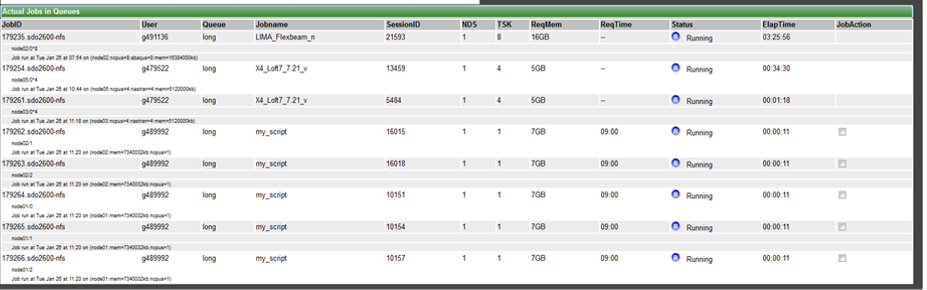 Actual Jobs in Queues
JobID User Queue Jobname SessionID NDS TSK ReqMem ReqTime Status ElapTime JobAction
179235.sdo2600-nfs g491136 long LIMA_Flexbeam_n 21593 1 8 16GB -- Running 03:25:56
node02/0*8
Job run at Tue Jan 26 at 07:54 on (node02:ncpus=8:abaqus=8:mem=16384000kb)
179254.sdo2600-nfs g479522 long X4_Loft7_7.21_v 13459 1 4 5GB -- Running 00:34:30
node05/0*4
Job run at Tue Jan 26 at 10:44 on (node05:ncpus=4:nastran=4:mem=5120000kb)
179261.sdo2600-nfs g479522 long X4_Loft7_7.21_v 5484 1 4 5GB -- Running 00:01:18
node03/0*4
Job run at Tue Jan 26 at 11:18 on (node03:ncpus=4:nastran=4:mem=5120000kb)
179262.sdo2600-nfs g489992 long my_script 16015 1 1 7GB 09:00 Running 00:00:11
node02/1
Job run at Tue Jan 26 at 11:20 on (node02:mem=7340032kb:ncpus=1)
179263.sdo2600-nfs g489992 long my_script 16018 1 1 7GB 09:00 Running 00:00:11
node02/2
Job run at Tue Jan 26 at 11:20 on (node02:mem=7340032kb:ncpus=1)
179264.sdo2600-nfs g489992 long my_script 10151 1 1 7GB 09:00 Running 00:00:11
node01/0
Job run at Tue Jan 26 at 11:20 on (node01:mem=7340032kb:ncpus=1)
179265.sdo2600-nfs g489992 long my_script 10154 1 1 7GB 09:00 Running 00:00:11
node01/1
Job run at Tue Jan 26 at 11:20 on (node01:mem=7340032kb:ncpus=1)
179266.sdo2600-nfs g489992 long my_script 10157 1 1 7GB 09:00 Running 00:00:11
node01/2
Job run at Tue Jan 26 at 11:20 on (node01:mem=7340032kb:ncpus=1)